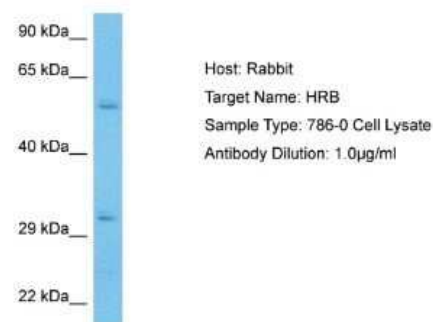 90 kDa
65 kDa
40 kDa
29 kDa
22 kDa
Host: Rabbit
Target Name: HRB
Sample Type: 786-0 Cell Lysate
Antibody Dilution: 1.0µg/ml